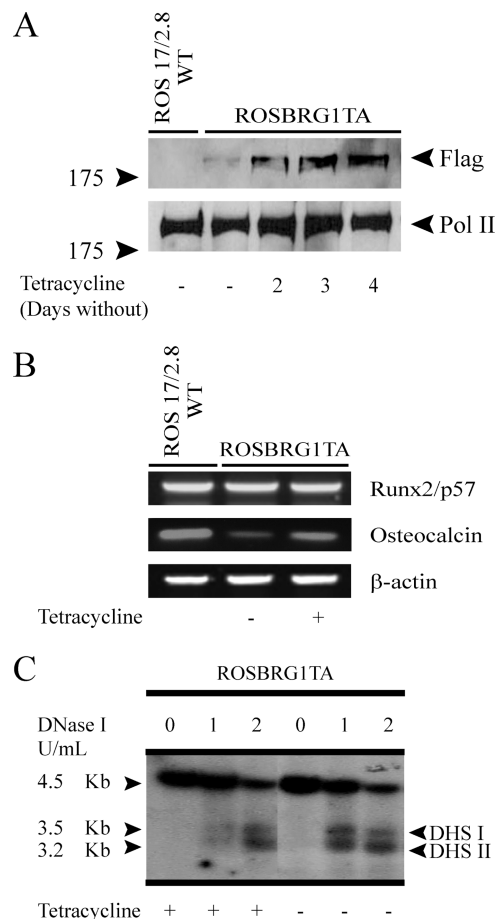 A
ROS 17/2.8
WT
ROSBRG1TA
Flag
175
Pol II
175
Tetracycline - - 2 3 4
(Days without)
B
ROS 17/2.8
WT
ROSBRG1TA
Runx2/p57
Osteocalcin
β-actin
Tetracycline - +
C
ROSBRG1TA
DNase I 0 1 2 0 1 2
U/mL
4.5 Kb
3.5 Kb DHS I
3.2 Kb DHS II
Tetracycline + + + - - -